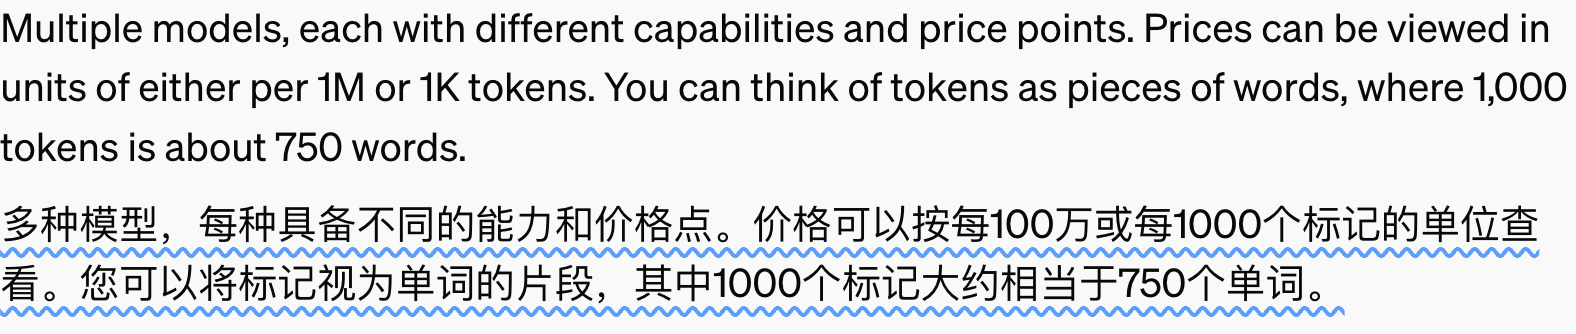 Multiple models, each with different capabilities and price points. Prices can be viewed in
units of either per 1M or 1K tokens. You can think of tokens as pieces of words, where 1,000
tokens is about 750 words.
多种模型，每种具备不同的能力和价格点。价格可以按每100万或每1000个标记的单位查
看。您可以将标记视为单词的片段，其中1000个标记大约相当于750个单词。